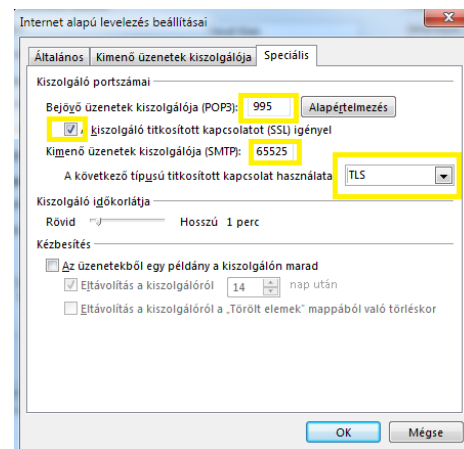 Internet alapú levelezés beállításai
Általános Kimenő üzenetek kiszolgálója Speciális
Kiszolgáló portszámai
Bejövő üzenetek kiszolgálója (POP3): 995 Alapértelmezés
A kiszolgáló titkosított kapcsolatot (SSL) igényel
Kimenő üzenetek kiszolgálója (SMTP): 65525
A következő típusú titkosított kapcsolat használata TLS
Kiszolgáló időkorlátja
Rövid Hosszú 1 perc
Kézbesítés
Az üzenetekből egy példány a kiszolgálón marad
Eltávolítás a kiszolgálóról 14 nap után
Eltávolítás a kiszolgálóról a „Törölt elemek” mappából való törléskor
OK Mégse